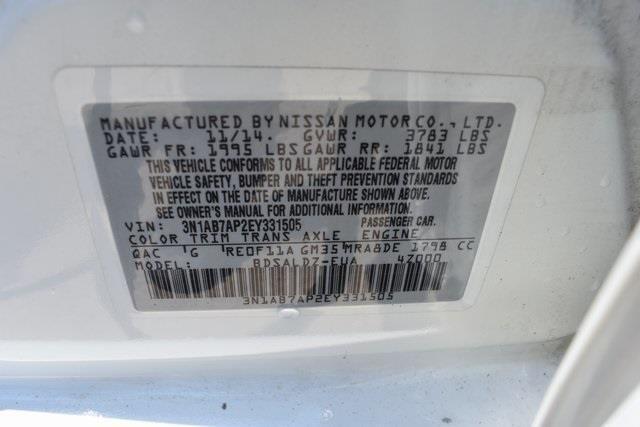 MANUFACTURED BY NISSAN MOTOR CO., LTD.
DATE: 11/14. GVWR: 3783 LBS
GAWR FR: 1995 LBS GAWR RR: 1841 LBS
THIS VEHICLE CONFORMS TO ALL APPLICABLE FEDERAL MOTOR
VEHICLE SAFETY, BUMPER AND THEFT PREVENTION STANDARDS
IN EFFECT ON THE DATE OF MANUFACTURE SHOWN ABOVE.
SEE OWNER'S MANUAL FOR ADDITIONAL INFORMATION.
VIN: 3N1AB7AP2EY331505 PASSENGER CAR.
COLOR TRIM TRANS AXLE ENGINE
QAC G RE0F11A GM35 MRA8DE 1798 CC
MODEL: BDSALDZ-EUA 4Z000
3N1AB7AP2EY331505